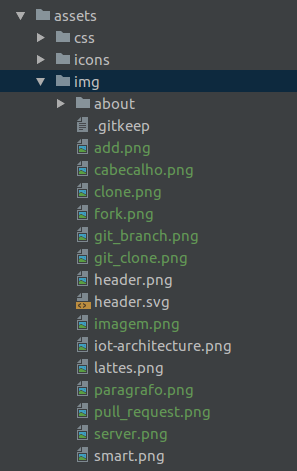 assets
css
icons
img
about
.gitkeep
add.png
cabecalho.png
clone.png
fork.png
git_branch.png
git_clone.png
header.png
header.svg
imagem.png
iot-architecture.png
lattes.png
paragrafo.png
pull_request.png
server.png
smart.png